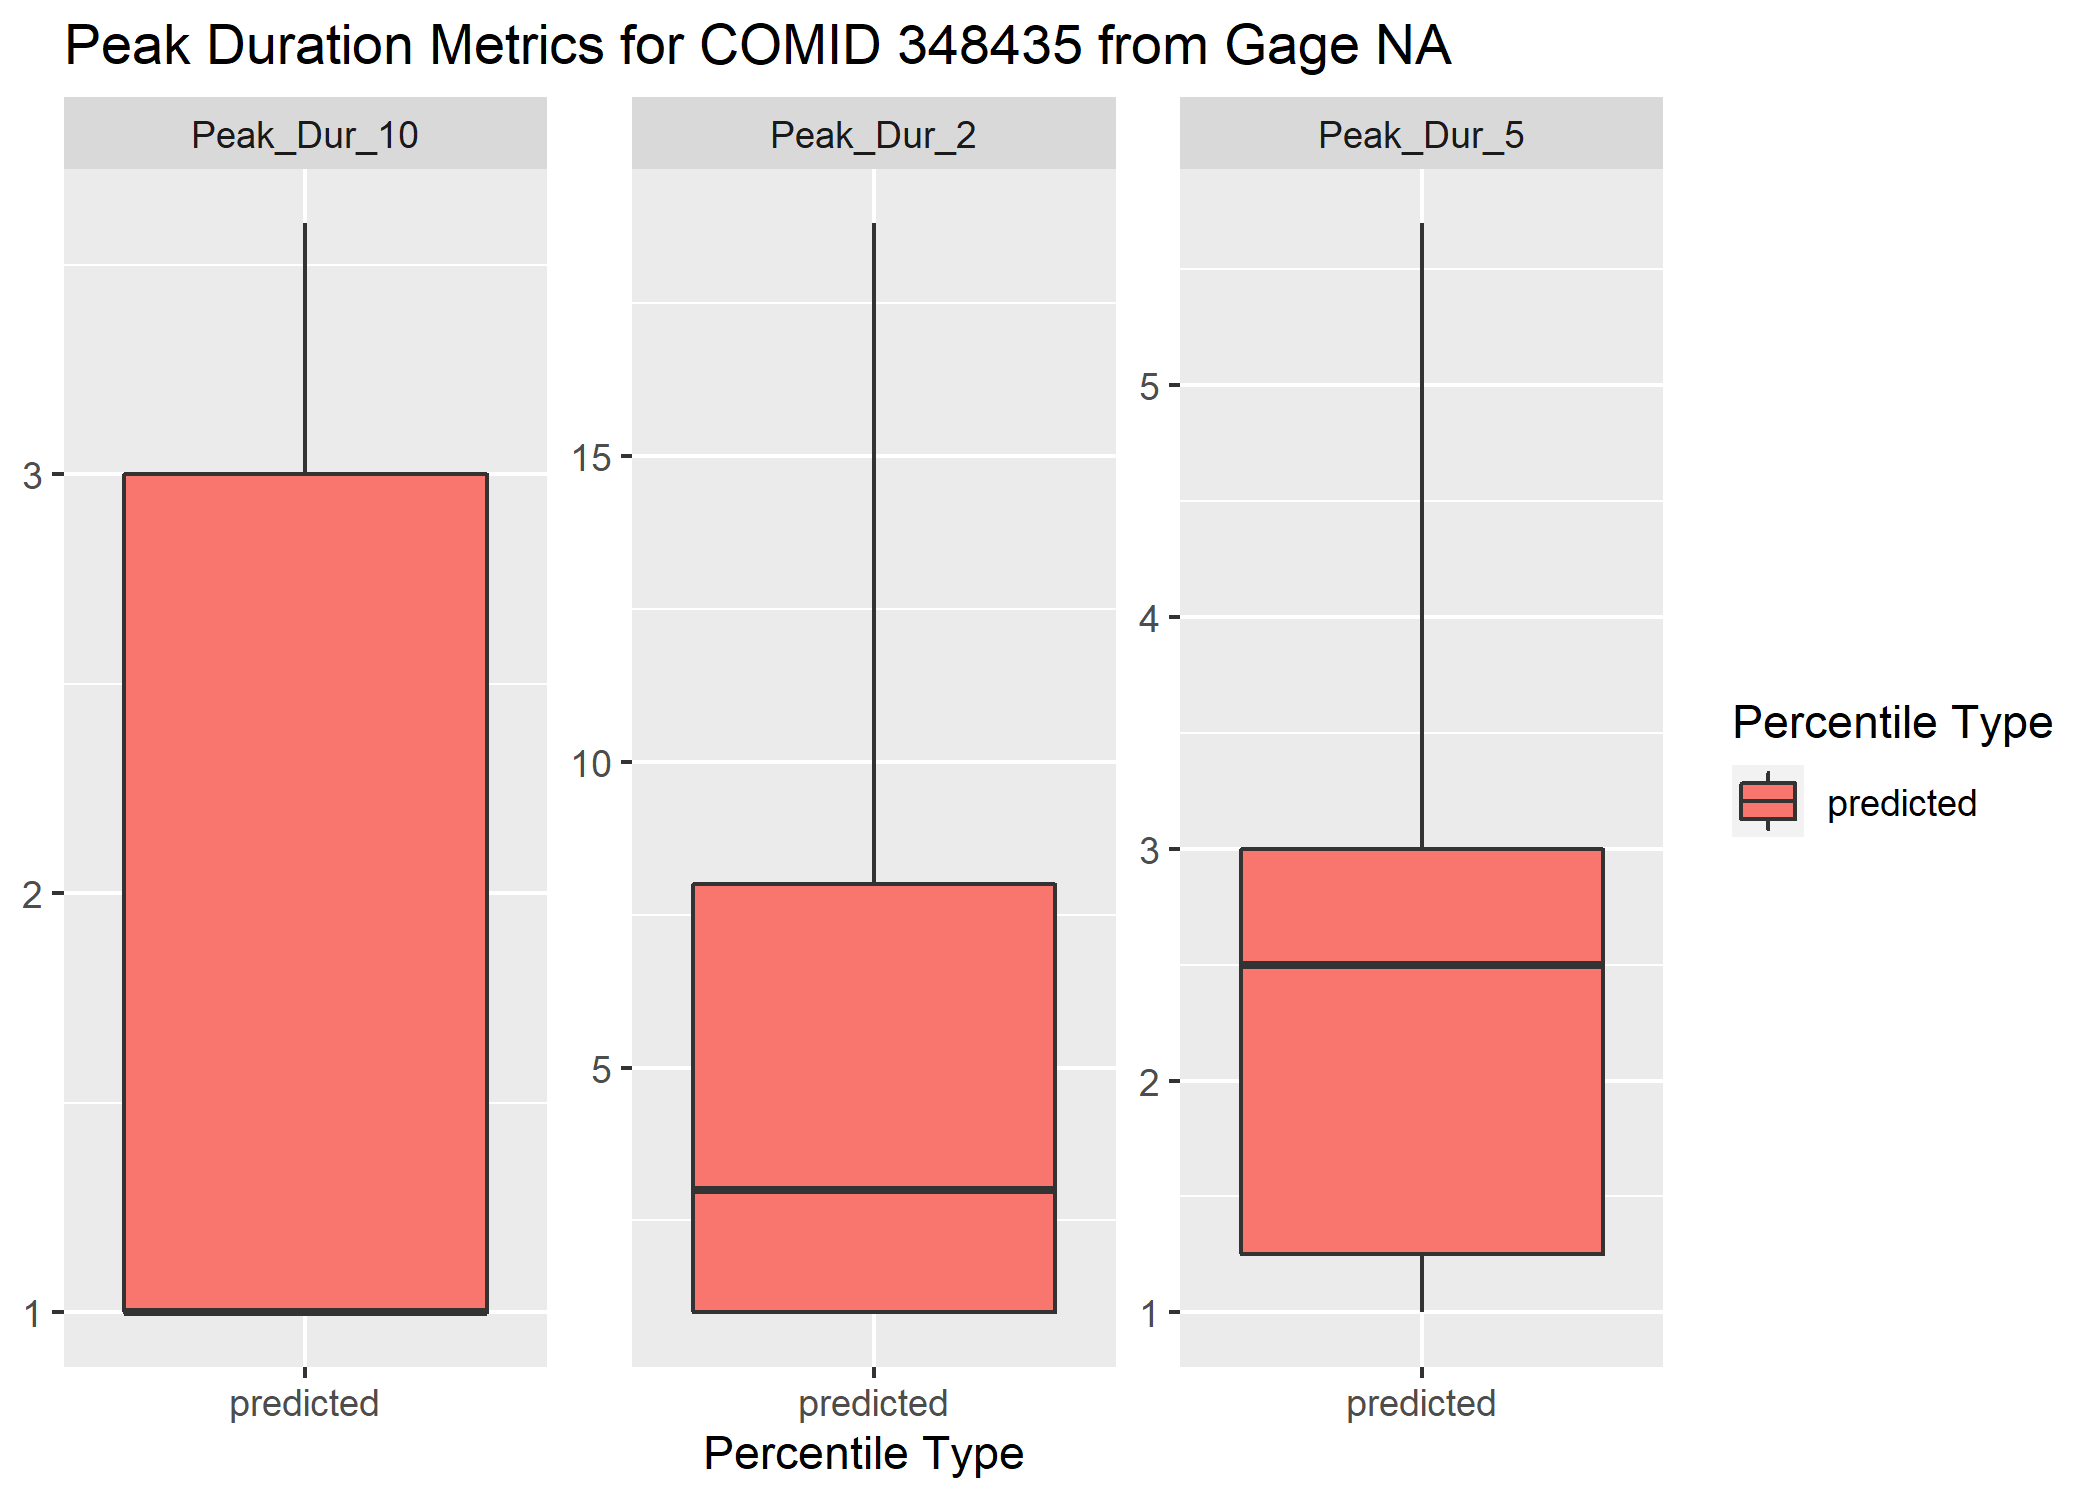 Peak Duration Metrics for COMID 348435 from Gage NA
Peak_Dur_10
Peak_Dur_2
Peak_Dur_5
3
2
1
15
10
5
5
4
3
2
1
predicted
predicted
predicted
Percentile Type
Percentile Type
predicted